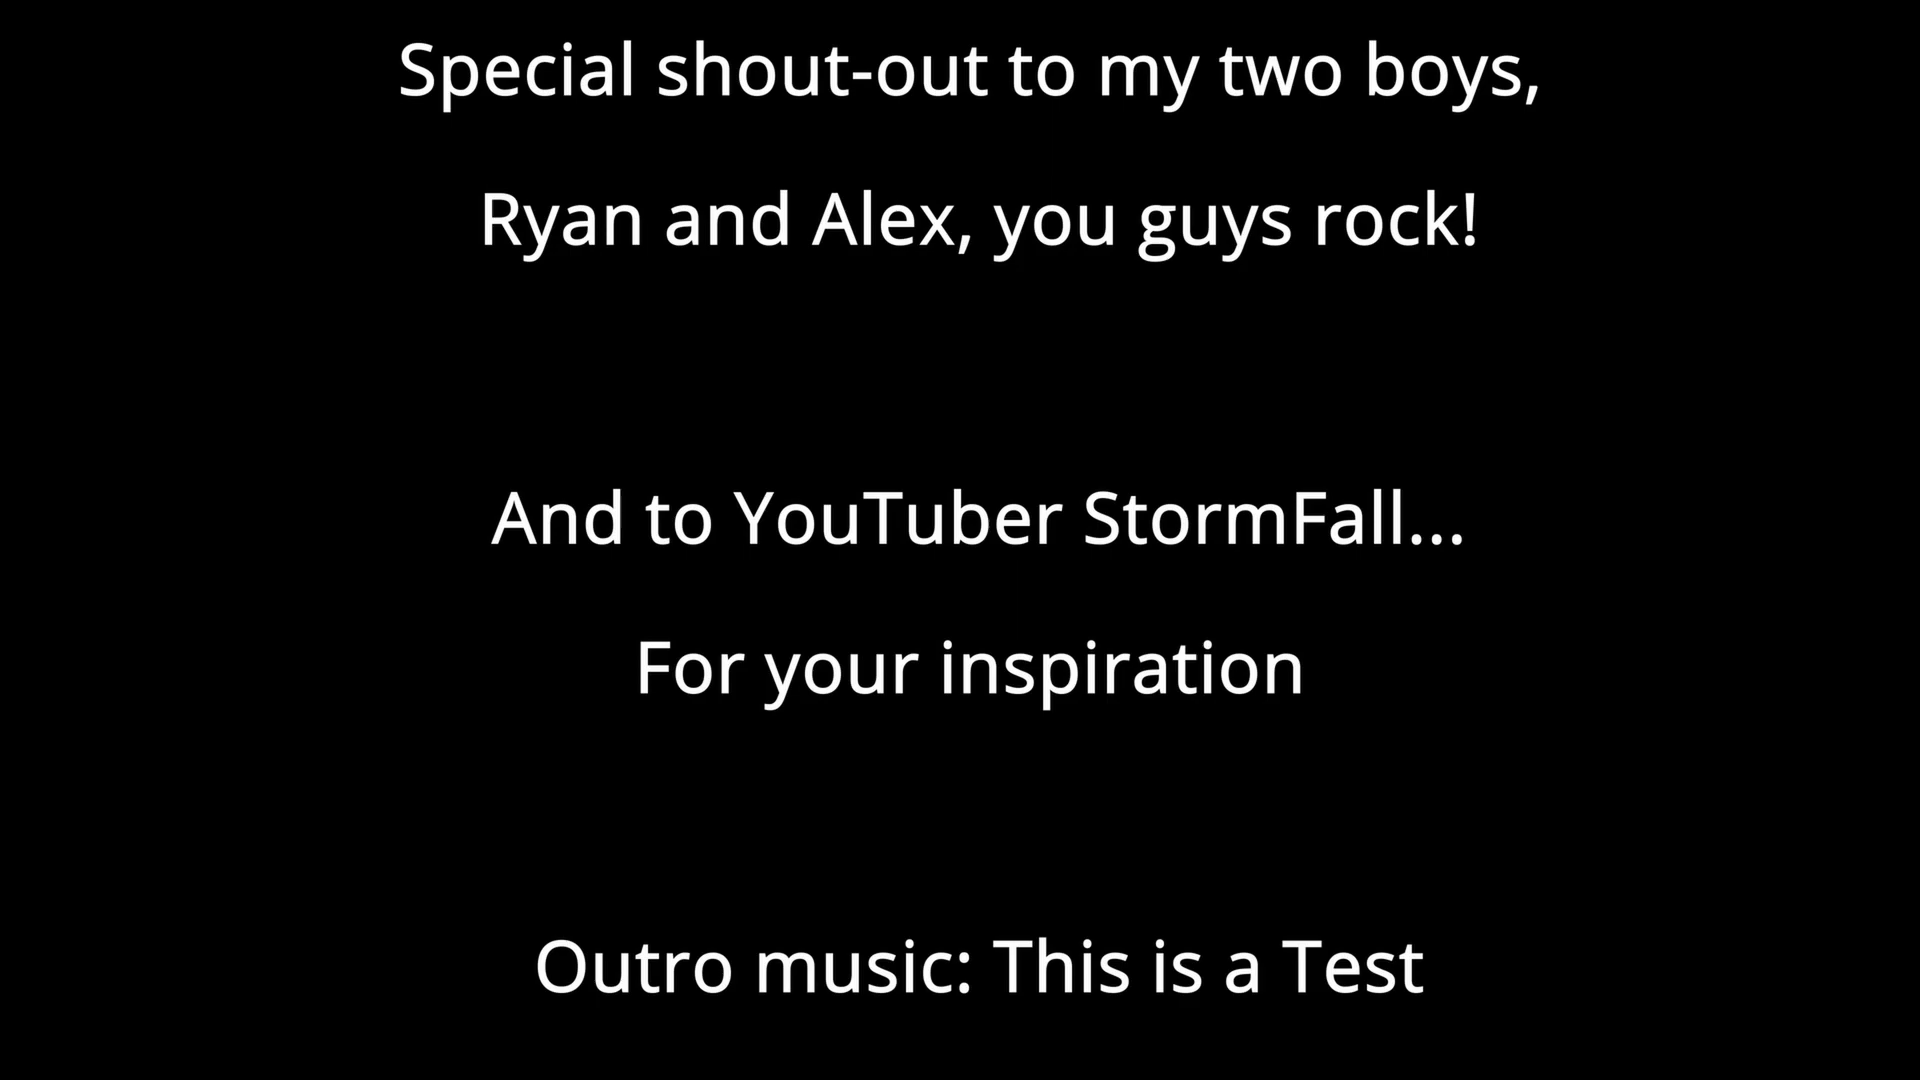 Special shout-out to my two boys,
Ryan and Alex, you guys rock!
And to YouTuber StormFall...
For your inspiration
Outro music: This is a Test